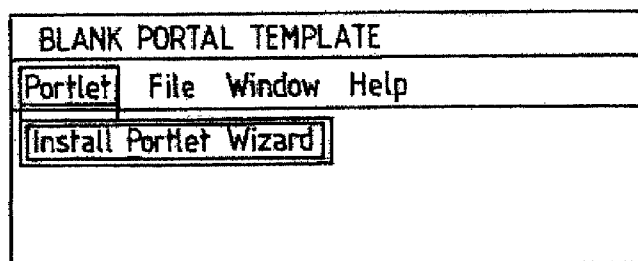 BLANK PORTAL TEMPLATE
Portlet File Window Help
Install Portlet Wizard